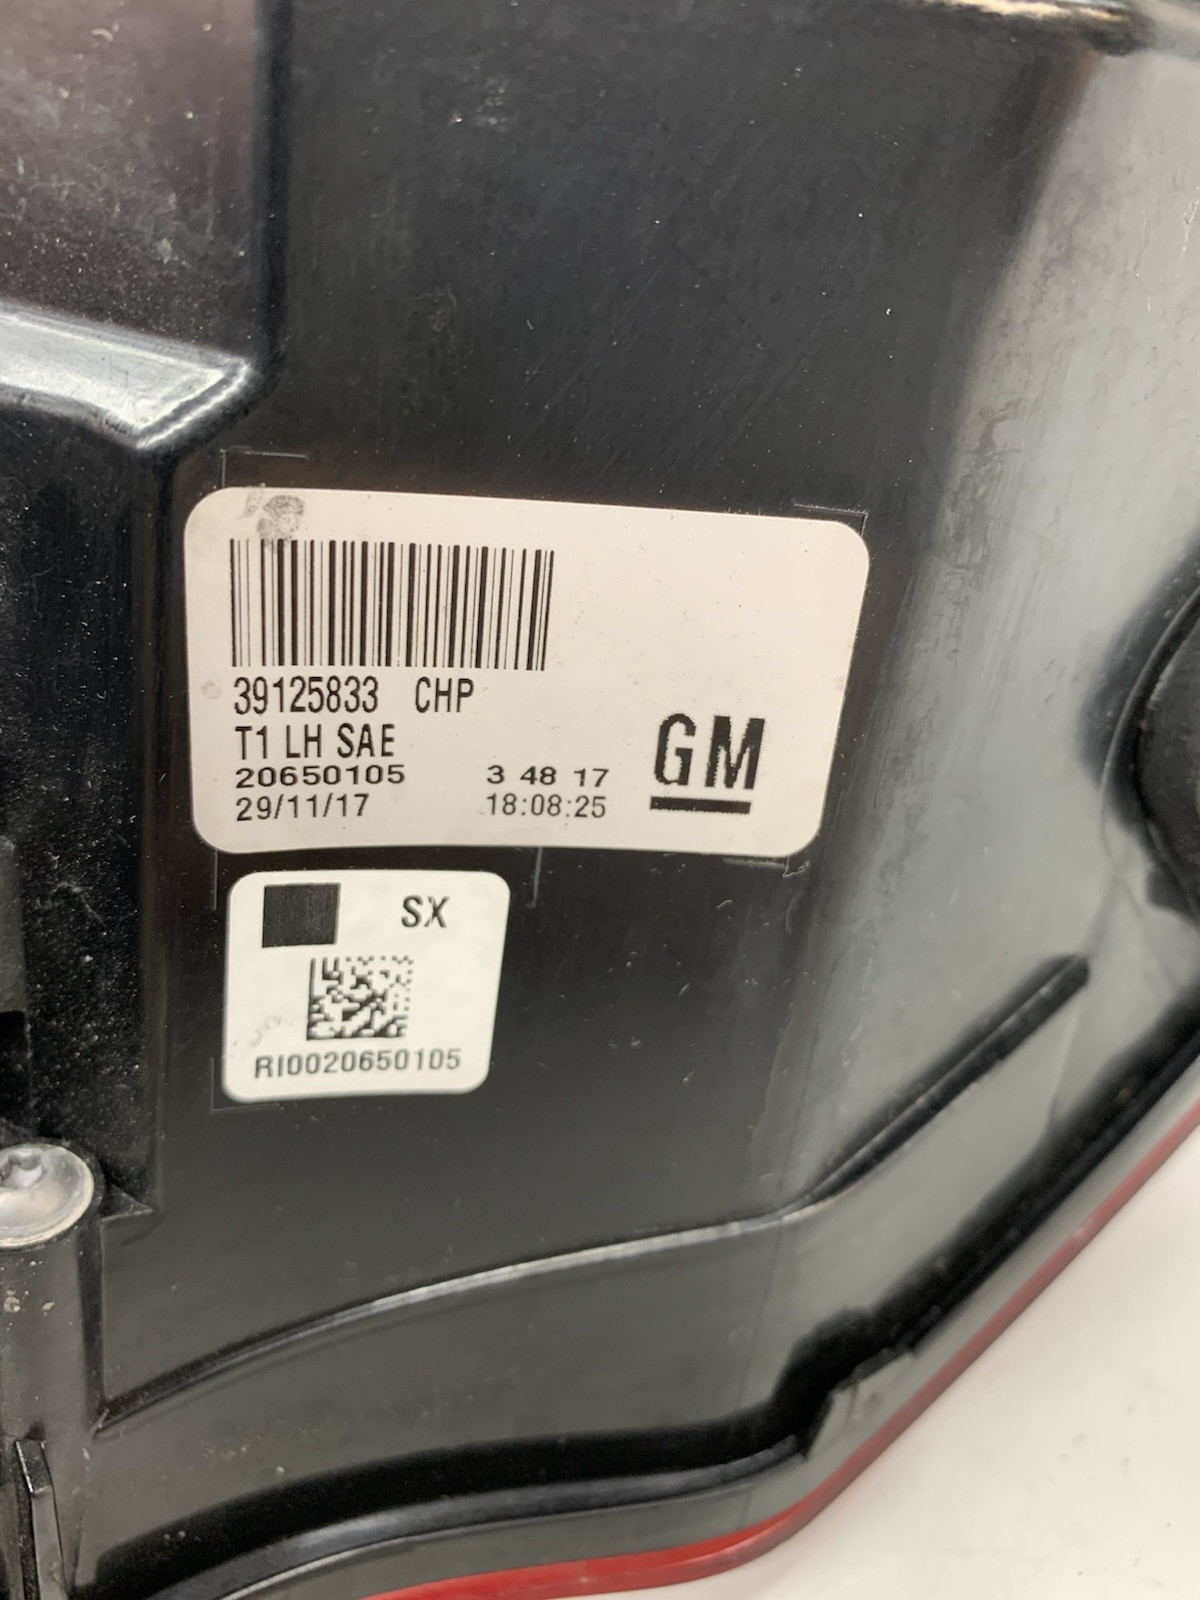 39125833 CHP
T1 LH SAE
20650105 3 48 17
29/11/17 18:08:25
GM
SX
RI0020650105